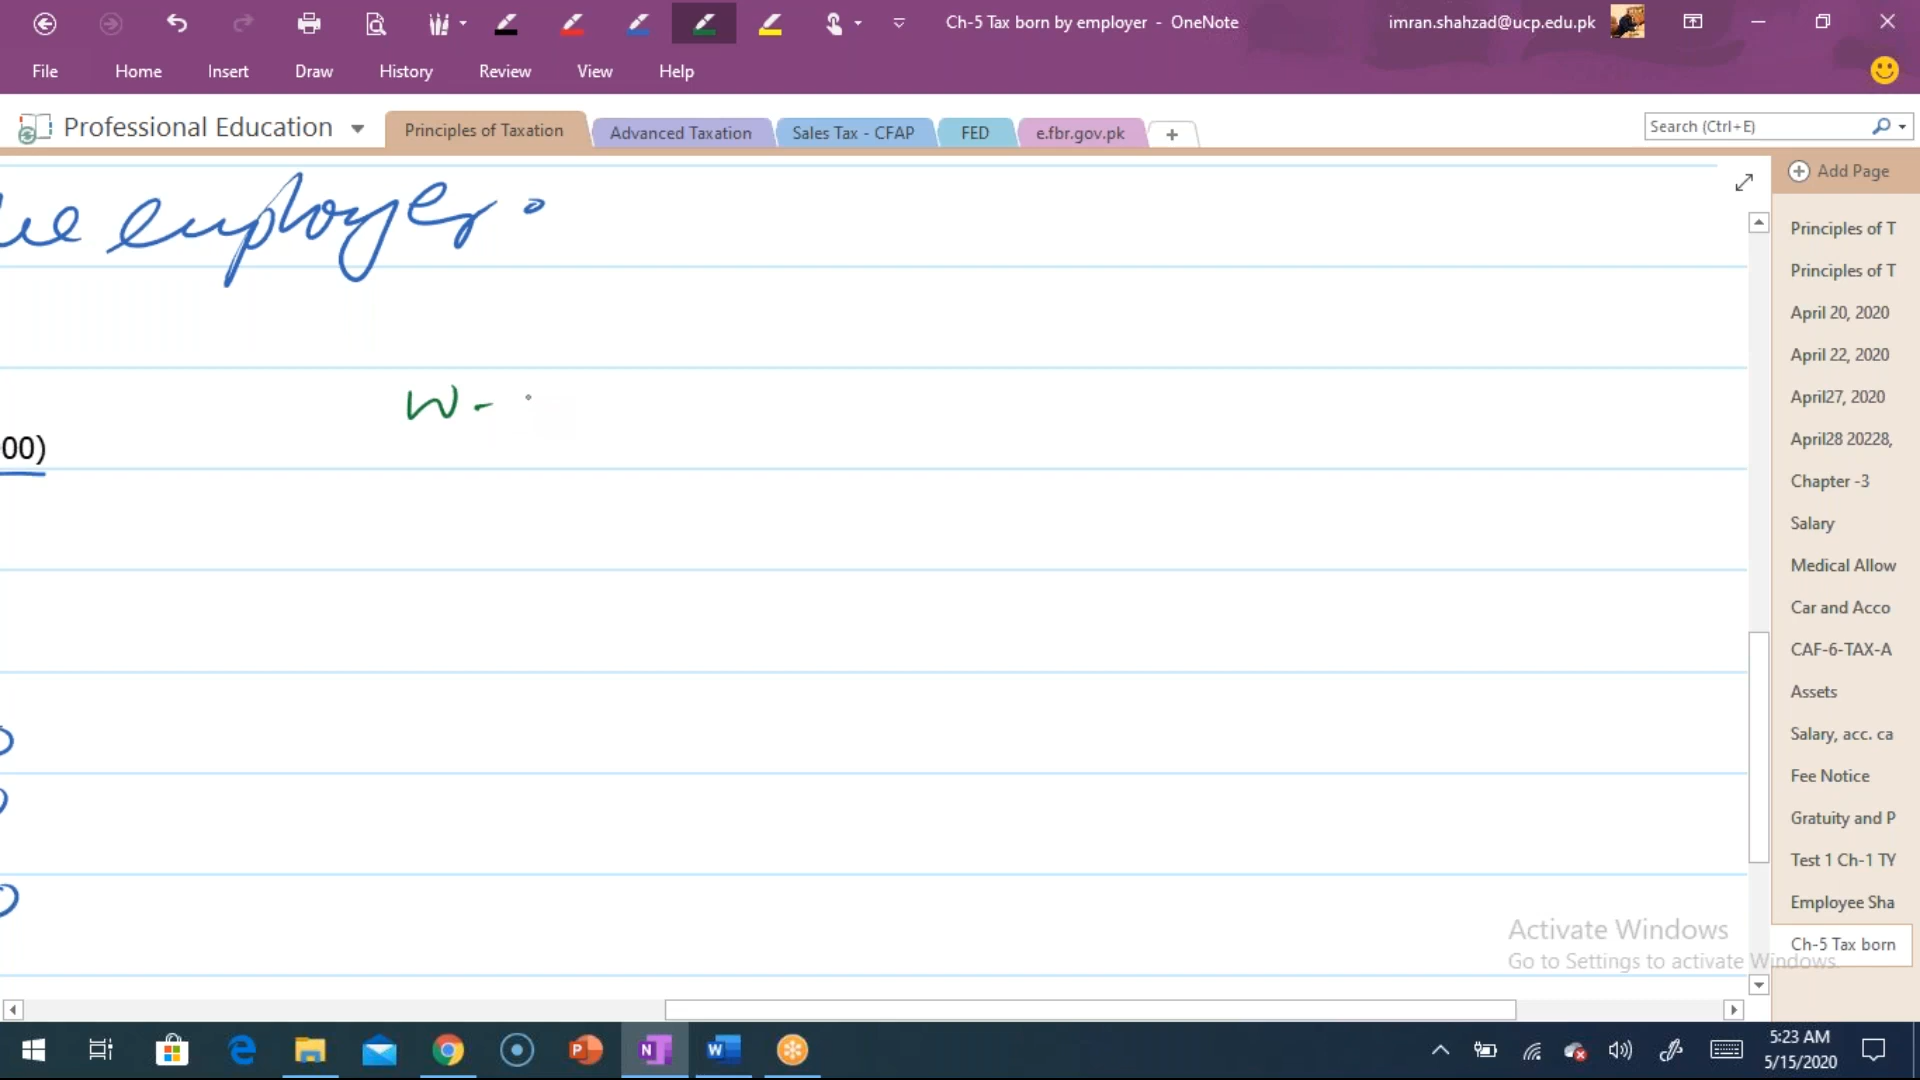 Ch-5 Tax born by employer - OneNote
imran.shahzad@ucp.edu.pk
File Home Insert Draw History Review View Help
Professional Education
Principles of Taxation
Advanced Taxation
Sales Tax - CFAP
FED
e.fbr.gov.pk
Search (Ctrl+E)
Add Page
employer.
W -
00)
Principles of T
Principles of T
April 20, 2020
April 22, 2020
April27, 2020
April28 20228,
Chapter -3
Salary
Medical Allow
Car and Acco
CAF-6-TAX-A
Assets
Salary, acc. ca
Fee Notice
Gratuity and P
Test 1 Ch-1 TY
Employee Sha
Ch-5 Tax born
Activate Windows
Go to Settings to activate Windows.
5:23 AM
5/15/2020